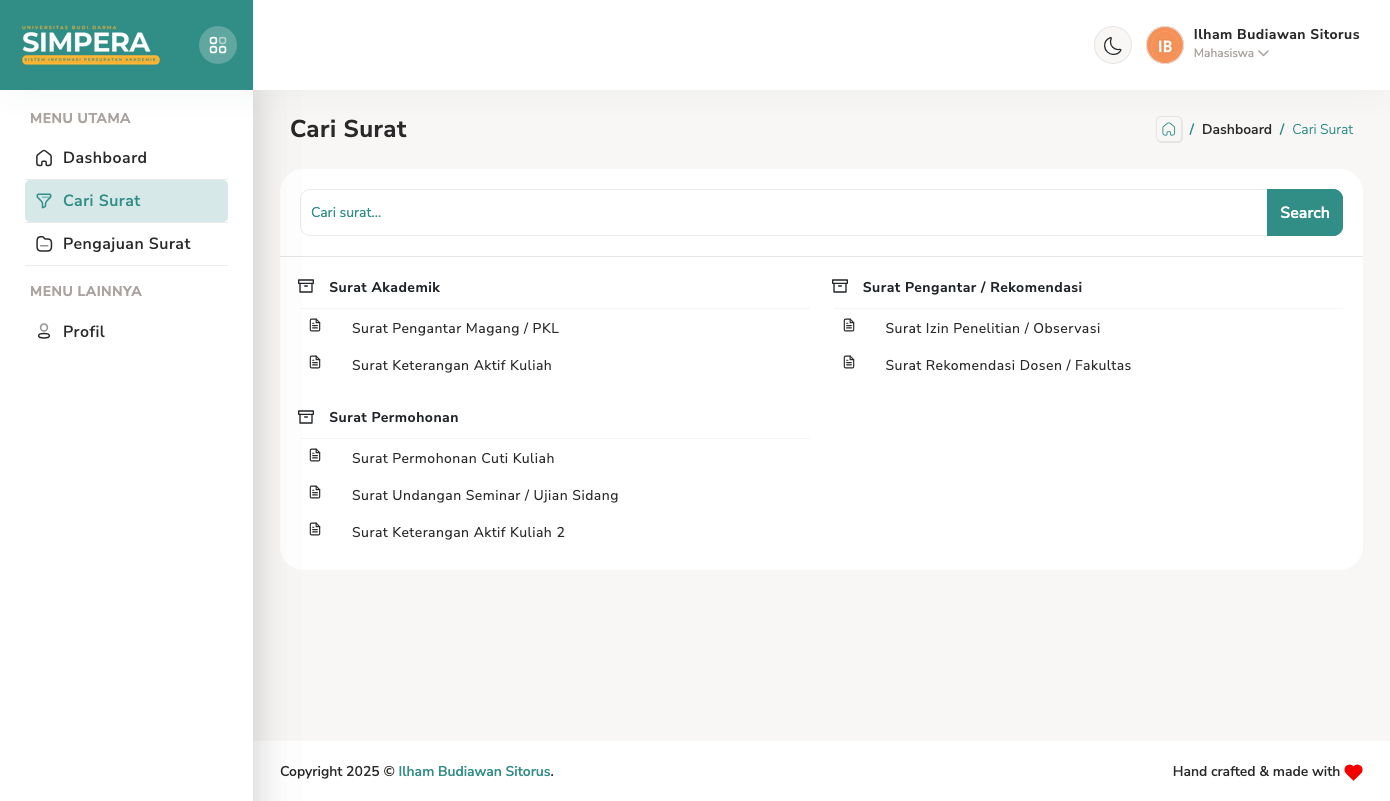 UNIVERSITAS BUDI DARMA
SIMPERA
SISTEM INFORMASI PERSURATAN AKADEMIK
IB
Ilham Budiawan Sitorus
Mahasiswa
MENU UTAMA
Dashboard
Cari Surat
Pengajuan Surat
MENU LAINNYA
Profil
Cari Surat
/ Dashboard / Cari Surat
Cari surat...
Search
Surat Akademik
Surat Pengantar Magang / PKL
Surat Keterangan Aktif Kuliah
Surat Pengantar / Rekomendasi
Surat Izin Penelitian / Observasi
Surat Rekomendasi Dosen / Fakultas
Surat Permohonan
Surat Permohonan Cuti Kuliah
Surat Undangan Seminar / Ujian Sidang
Surat Keterangan Aktif Kuliah 2
Copyright 2025 © Ilham Budiawan Sitorus.
Hand crafted & made with